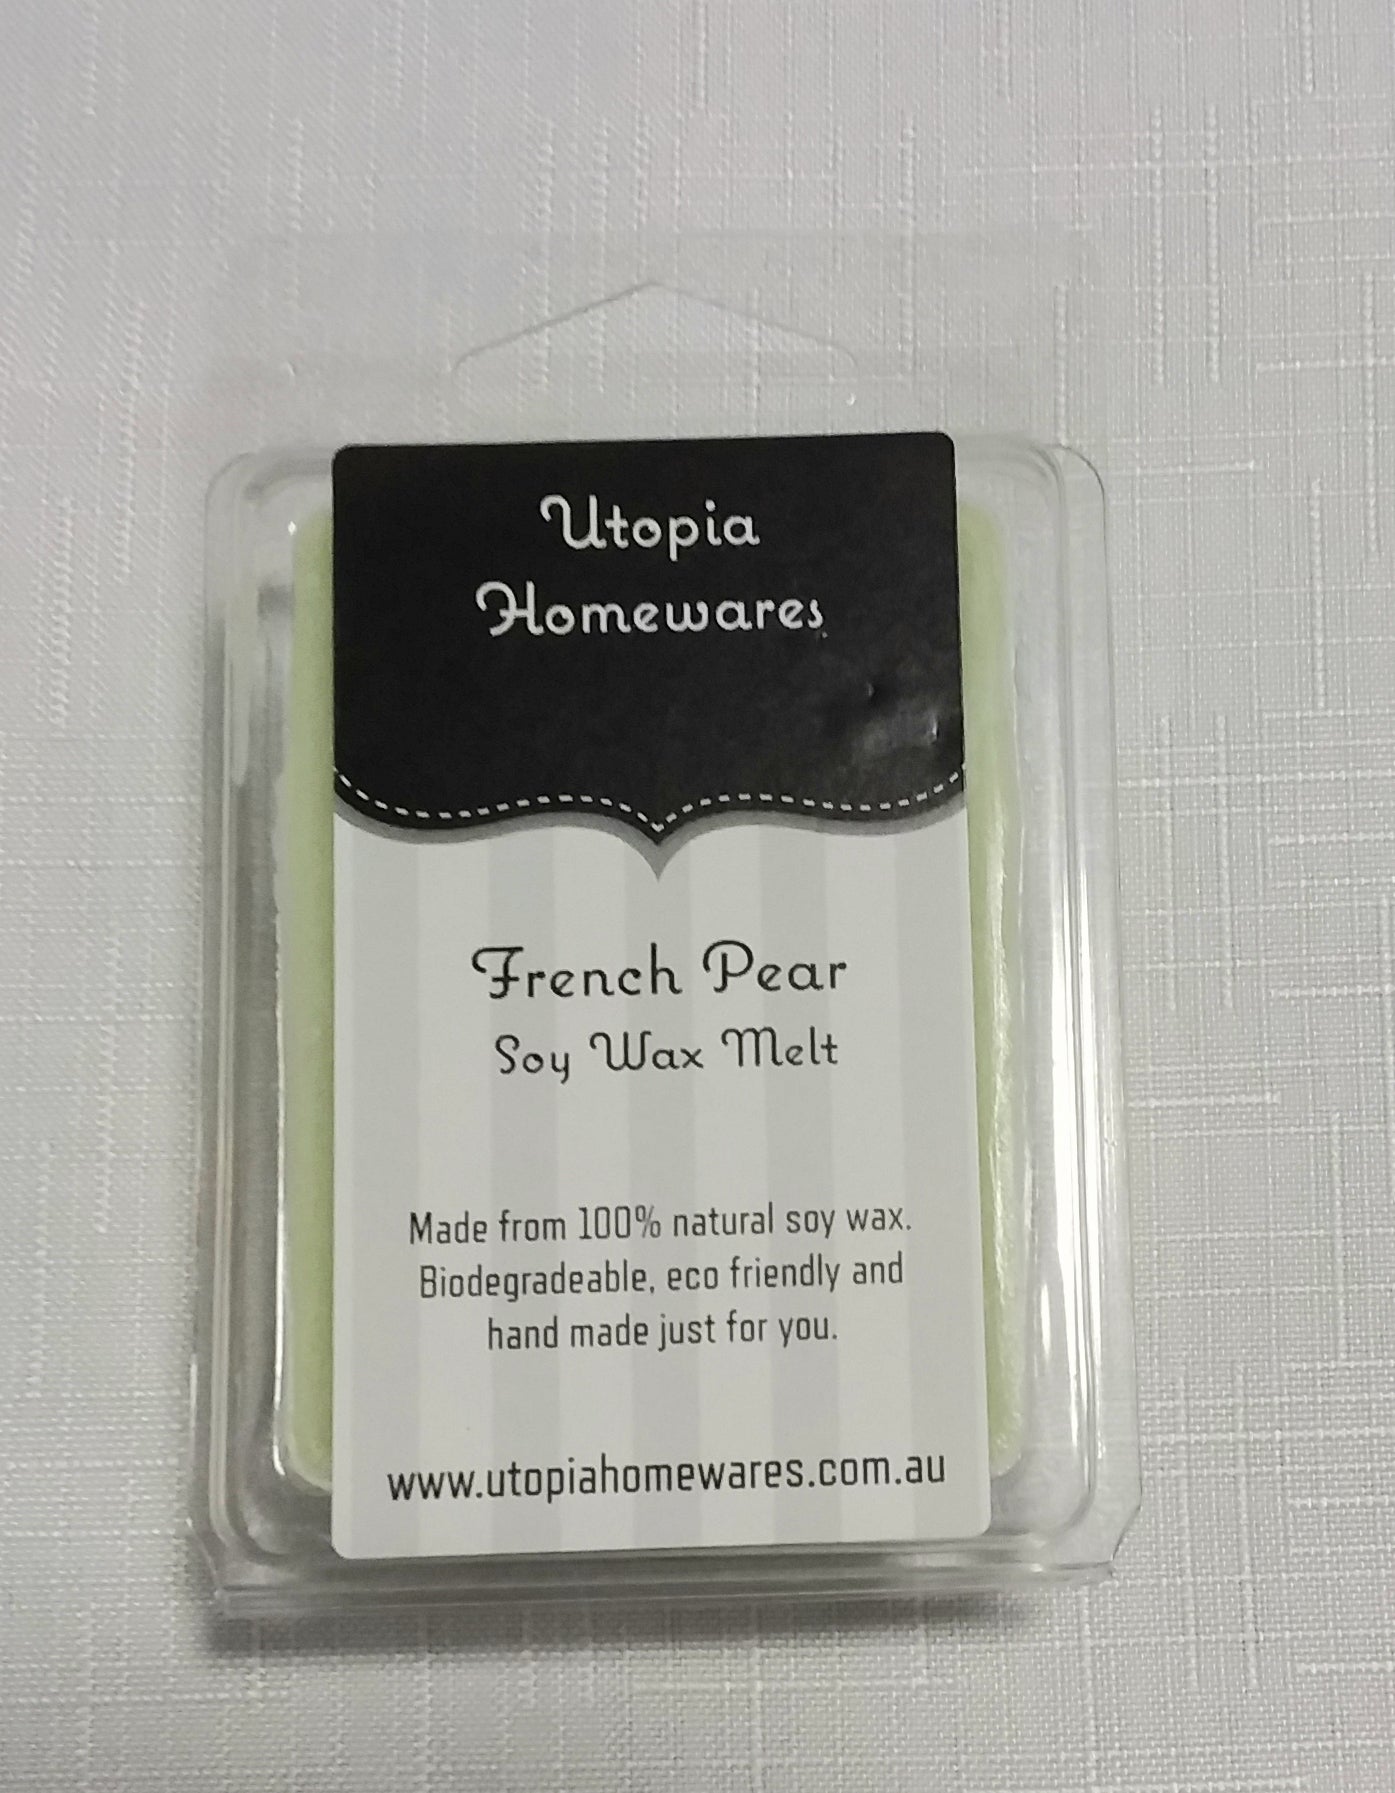 Utopia
Homewares
French Pear
Soy Wax Melt
Made from 100% natural soy wax.
Biodegradeable, eco friendly and
hand made just for you.
www.utopiahomewares.com.au